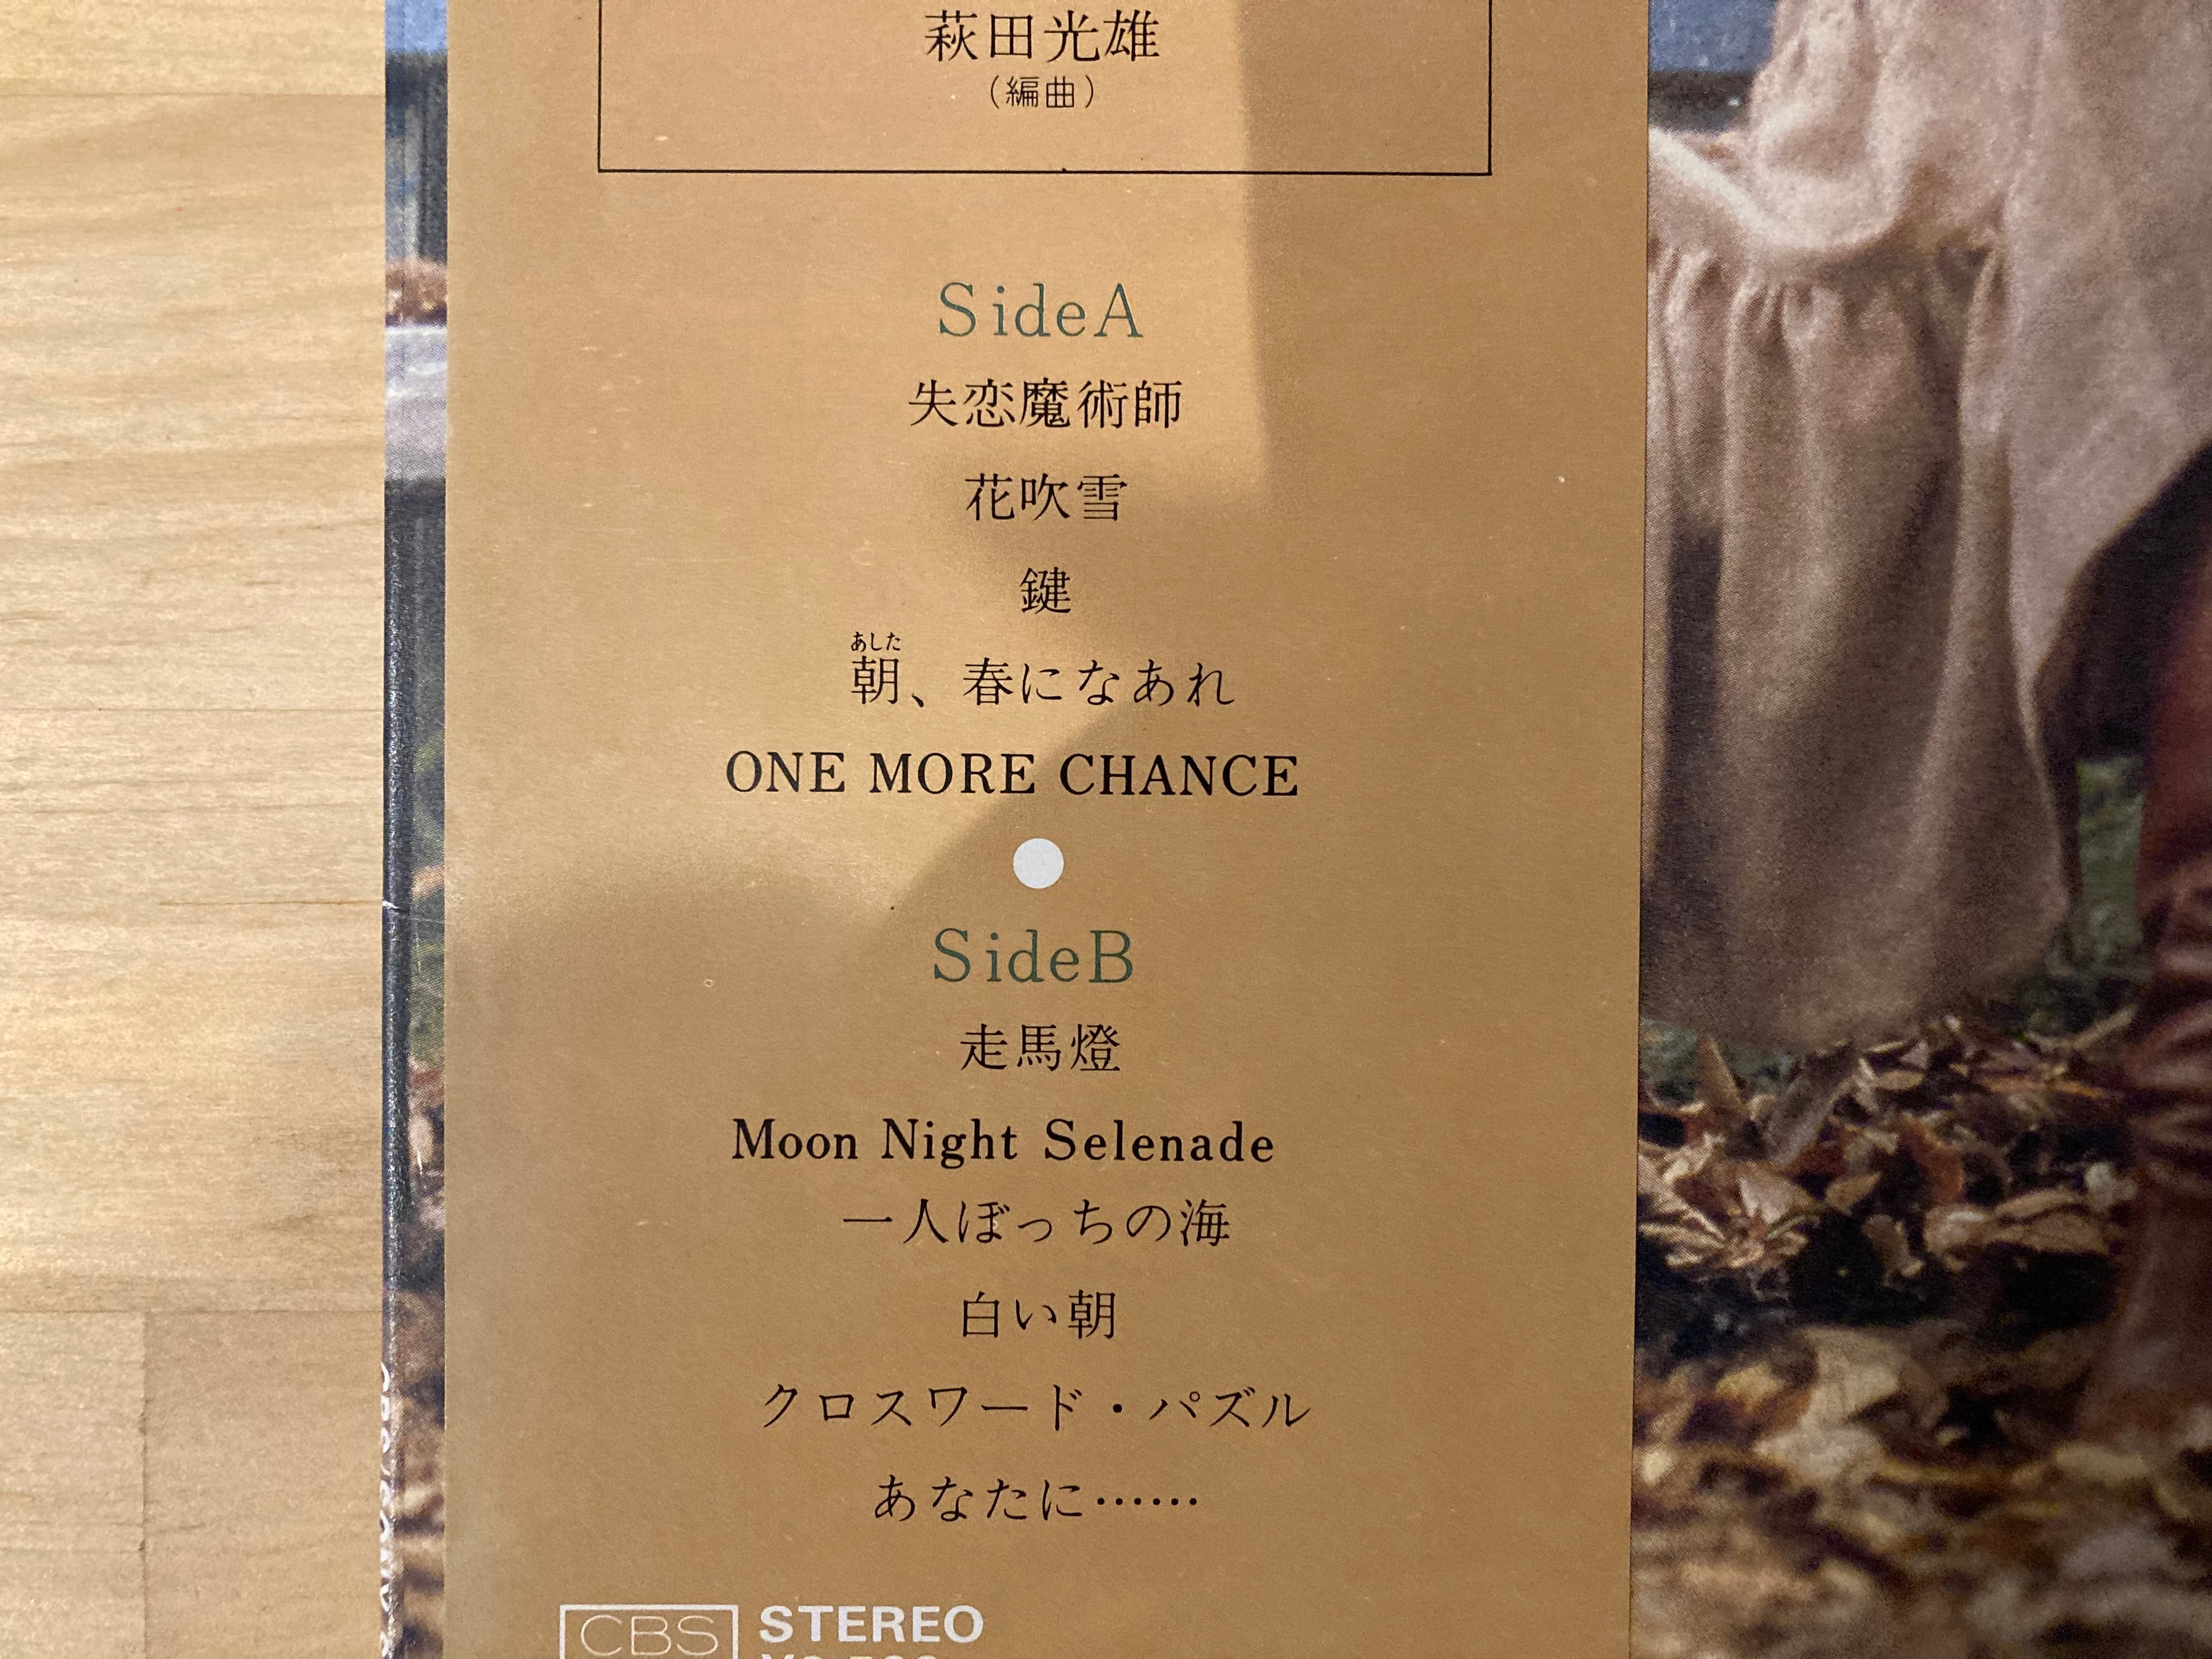 萩田光雄
(編曲)
SideA
失恋魔術師
花吹雪
鍵
あした
朝、春になあれ
ONE MORE CHANCE
SideB
走馬燈
Moon Night Selenade
一人ぼっちの海
白い朝
クロスワード・パズル
あなたに……
CBS STEREO